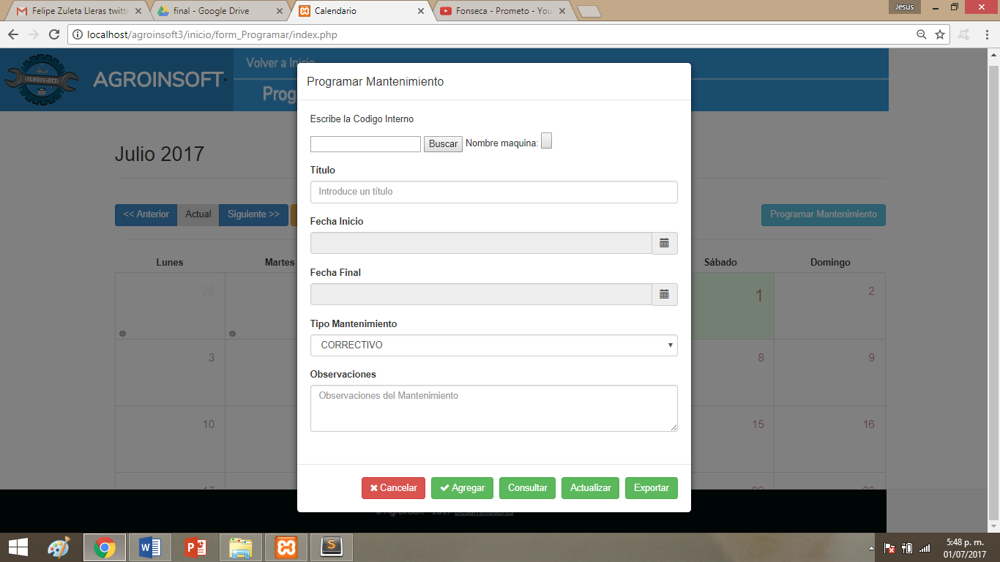 Felipe Zuleta Lleras twitte
final - Google Drive
Calendario
Fonseca - Prometo - You
Jesus
localhost/agroinsoft3/inicio/form_Programar/index.php
AGROINSOFT
AGROINSOFT
Volver a Inicio
Prog
Programar Mantenimiento
Escribe la Codigo Interno
Buscar Nombre maquina:
Título
Introduce un título
Fecha Inicio
Fecha Final
Tipo Mantenimiento
CORRECTIVO
Observaciones
Observaciones del Mantenimiento
Cancelar Agregar Consultar Actualizar Exportar
Julio 2017
<< Anterior Actual Siguiente >> Programar Mantenimiento
Lunes Martes Sábado Domingo
26 1 2
3 8 9
10 15 16
17
© Agroinsoft - 2017 Desarrolladores
5:48 p. m.
01/07/2017